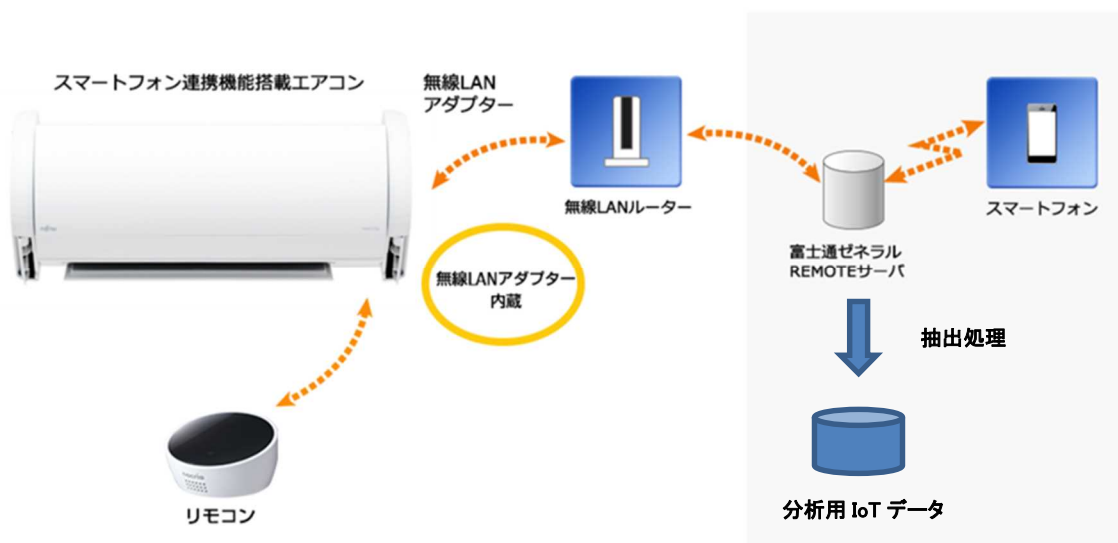 スマートフォン連携機能搭載エアコン
無線LAN
アダプター
無線LANルーター
スマートフォン
富士通ゼネラル
REMOTEサーバ
無線LANアダプター
内蔵
抽出処理
リモコン
分析用 IoT データ